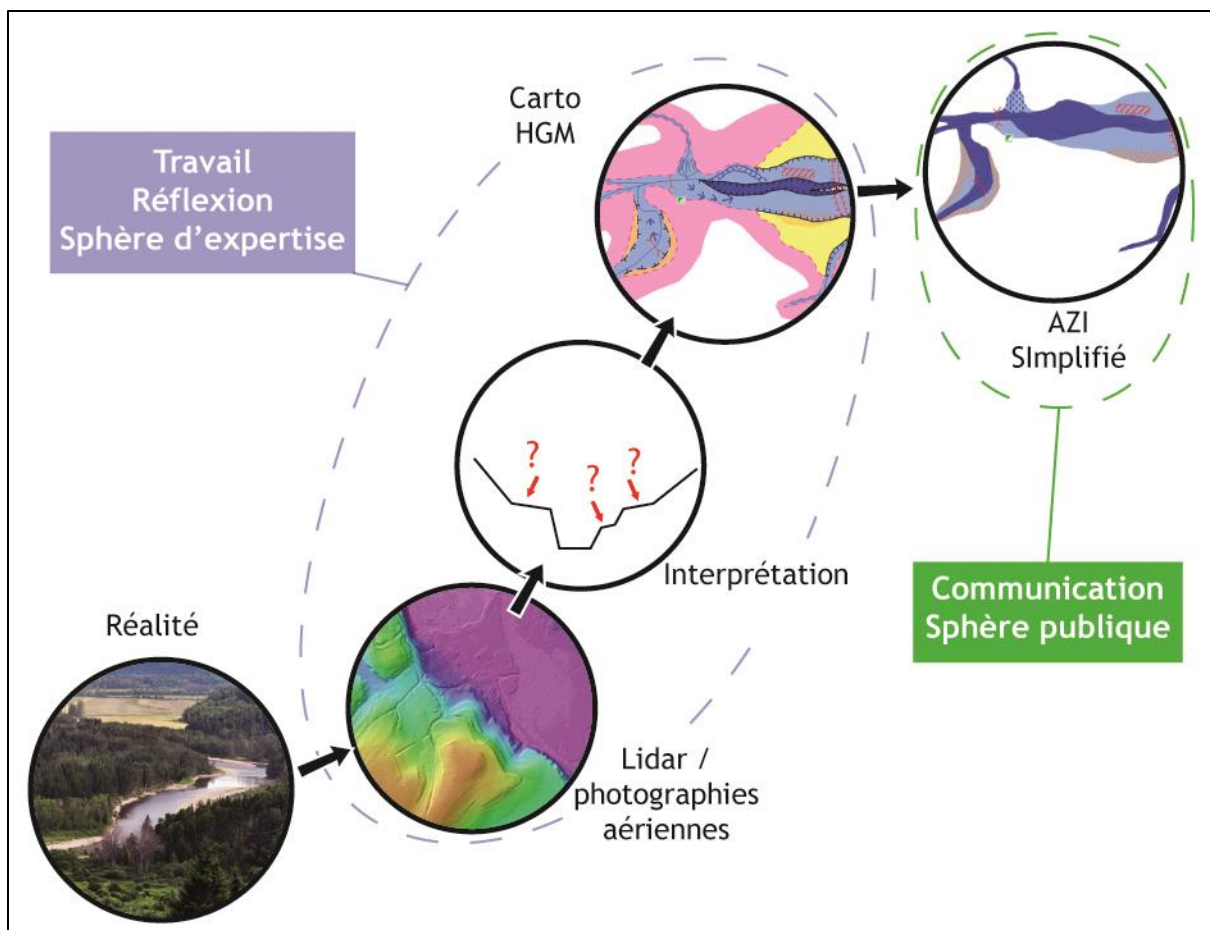 Travail
Réflexion
Sphère d'expertise
Carto
HGM
AZI
SImplifié
?
?
?
Interprétation
Communication
Sphère publique
Réalité
Lidar /
photographies
aériennes